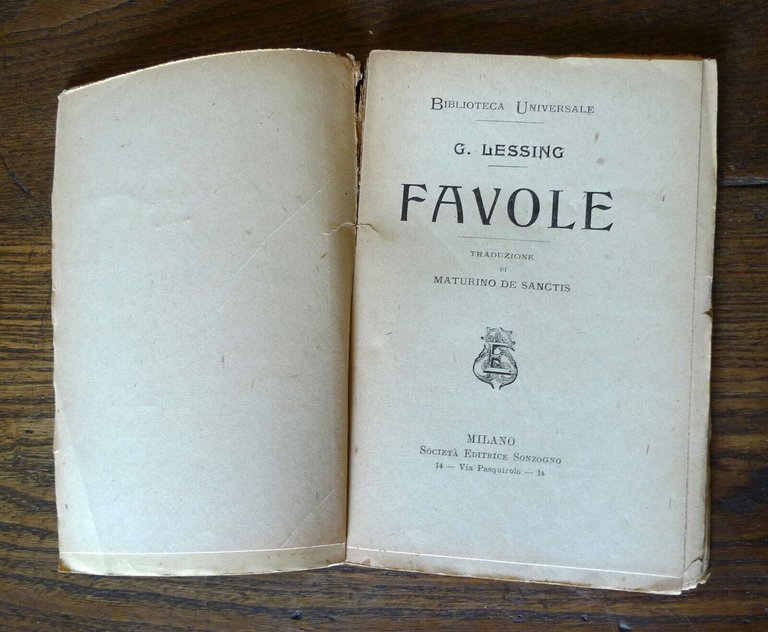 BIBLIOTECA UNIVERSALE
G. LESSING
FAVOLE
TRADUZIONE
DI
MATURINO DE SANCTIS
MILANO
SOCIETÀ EDITRICE SONZOGNO
14 — Via Pasquirolo — 14